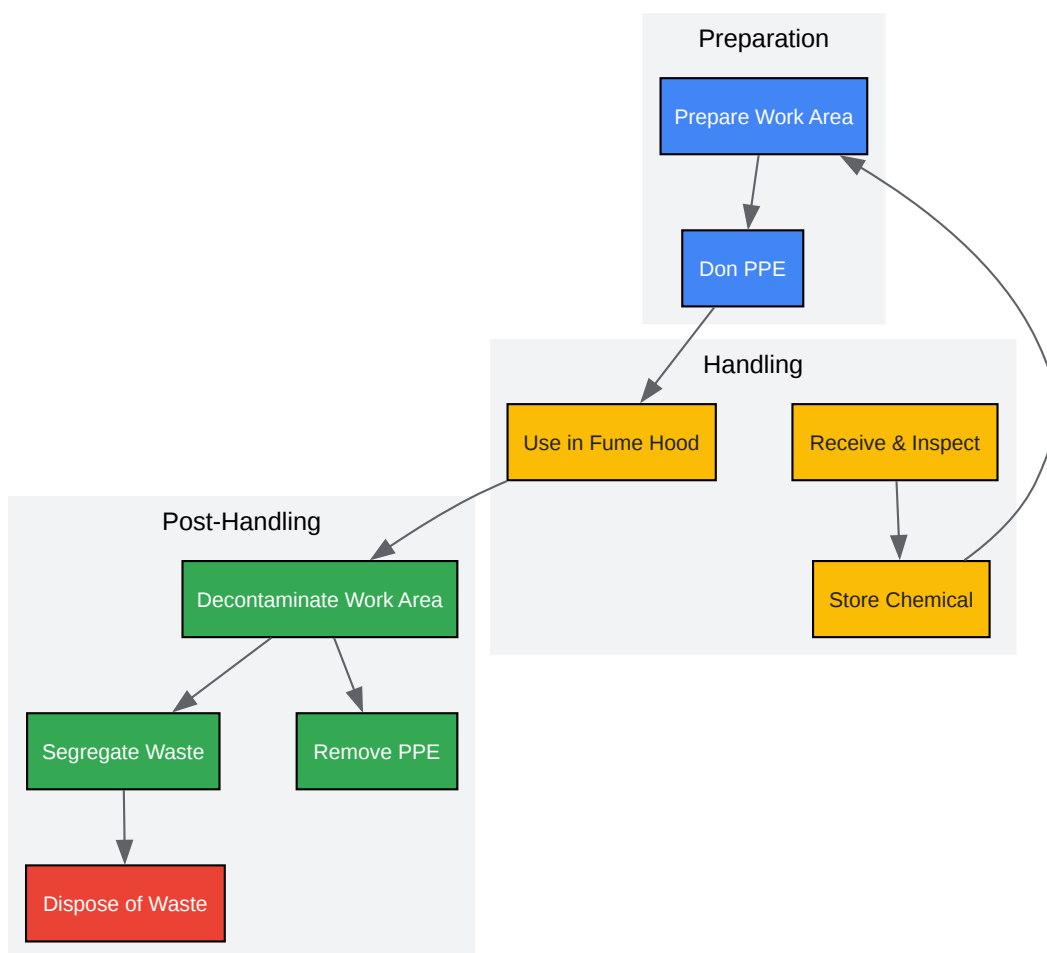 Preparation
Prepare Work Area
Don PPE
Handling
Use in Fume Hood
Receive & Inspect
Store Chemical
Post-Handling
Decontaminate Work Area
Segregate Waste
Remove PPE
Dispose of Waste